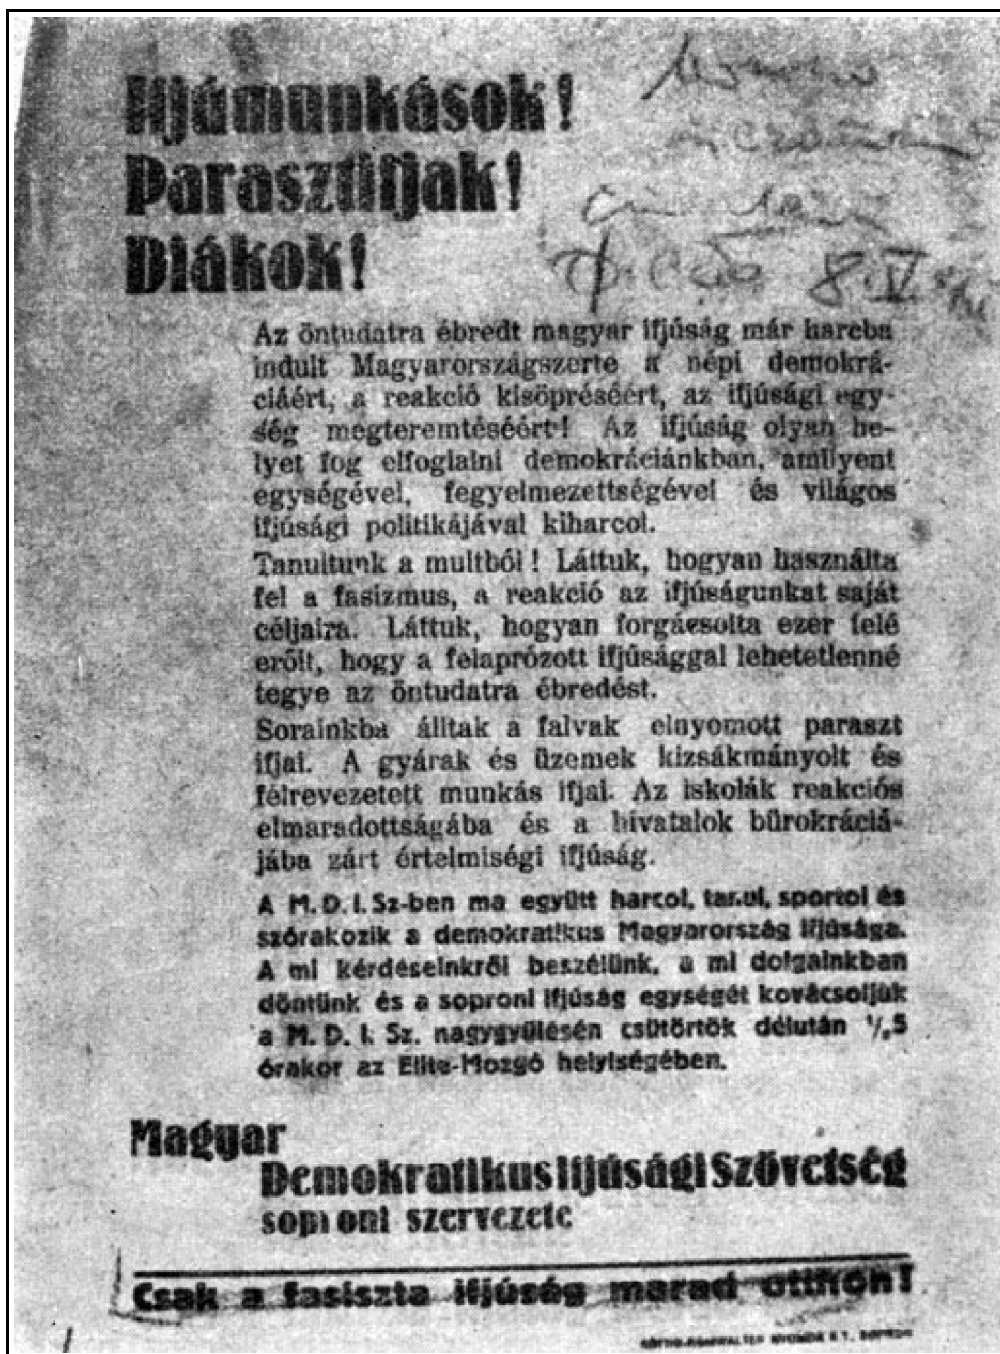 Ifjúmunkások!
Parasztifjak!
Diákok!
8. V.
Az öntudatra ébredt magyar ifjúság már harcba
indult Magyarországszerte a népi demokrá-
ciáért, a reakció kisöpréséért, az ifjúsági egy-
ség megteremtéséért! Az ifjúság olyan he-
lyet fog elfoglalni demokráciánkban, amilyent
egységével, fegyelmezettségével és világos
ifjúsági politikájával kiharcol.
Tanultunk a multból! Láttuk, hogyan használta
fel a fasizmus, a reakció az ifjúságunkat saját
céljaira. Láttuk, hogyan forgácsolta ezer felé
erőit, hogy a felaprózott ifjúsággal lehetetlenné
tegye az öntudatra ébredést.
Sorainkba álltak a falvak elnyomott paraszt
ifjai. A gyárak és üzemek kizsákmányolt és
félrevezetett munkás ifjai. Az iskolák reakciós
elmaradottságába és a hivatalok bürokráciá-
jába zárt értelmiségi ifjúság.
A M. D. I. Sz-ben ma együtt harcol, tanul, sportol és
szórakozik a demokratikus Magyarország ifjúsága.
A mi kérdéseinkről beszélünk, a mi dolgainkban
döntünk és a soproni ifjúság egységét kovácsoljuk
a M. D. I. Sz. nagygyülésén csütörtök délután 1/25
órakor az Elite-Mozgó helyiségében.
Magyar
Demokratikus Ifjúsági Szövetség
soproni szervezete
Csak a fasiszta ifjúság marad otthon!